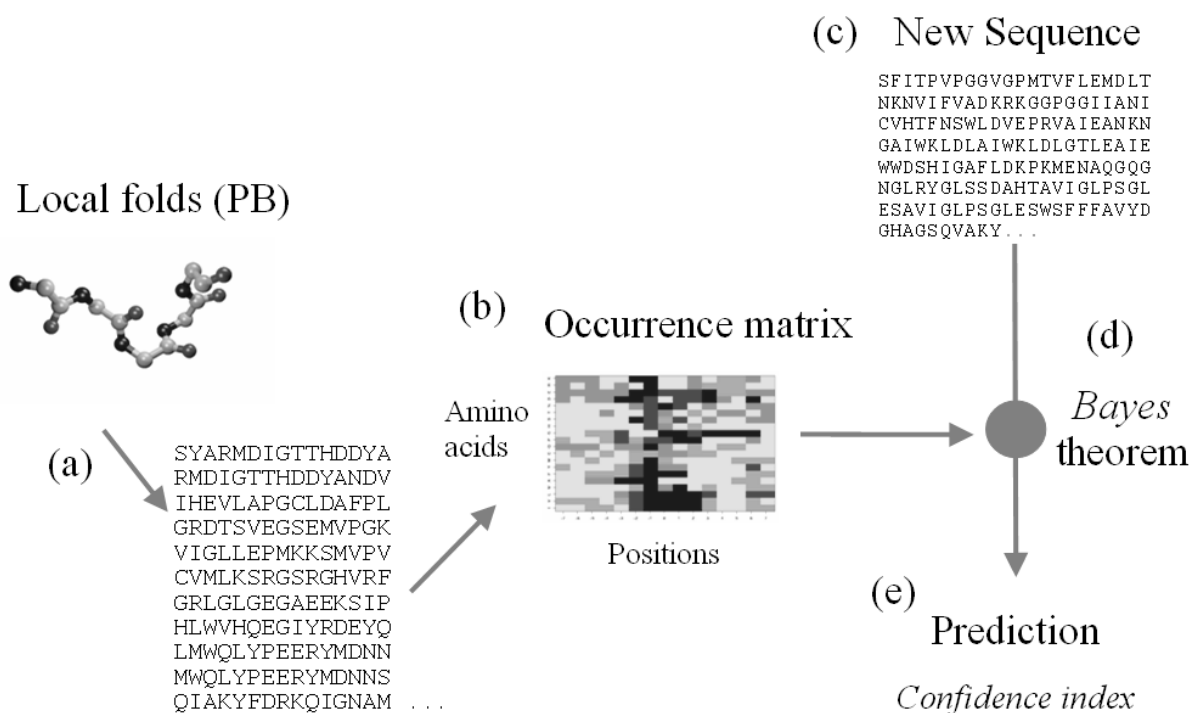 (c) New Sequence
SFITPVPGGVGPMTVFLEMDLT
NKNVIFVADKRKGGPGGIIANI
CVHTFNSWLDVEPRVAIEANKN
GAIWKLDLAIWKLDLGTLEAIE
WWDSHIGAFLDKPKMENAQGQG
NGLRYGLSSDAHTAVIGLPSGL
ESAVIGLPSGLESWSFFFAVYD
GHAGSQVAKY...
Local folds (PB)
(a)
SYARMDIGTTHDDYA
RMDIGTTHDDYANDV
IHEVLAPGCLDAFPL
GRDTSVEGSEMVPGK
VIGLLEPMKKSMVPV
CVMLKSRGSRGHVRF
GRLGLGEGAEEKSIP
HLWVHQEGIYRDEYQ
LMWQLYPEERYMDNN
MWQLYPEERYMDNNS
QIAKYFDRKQIGNAM ...
(b) Occurrence matrix
Amino
acids
Positions
(d)
Bayes
theorem
(e)
Prediction
Confidence index